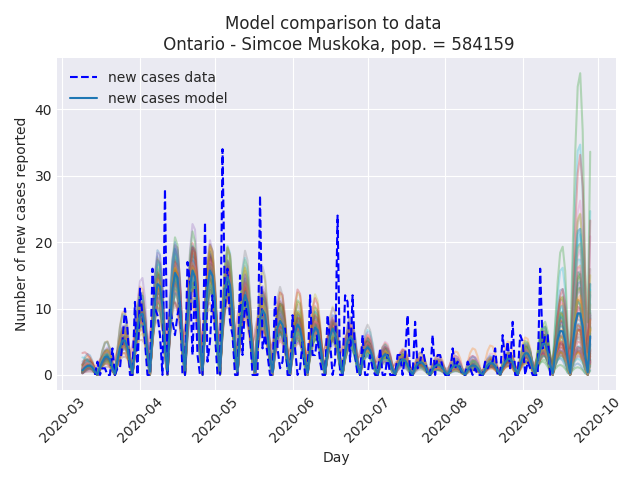 Model comparison to data
Ontario - Simcoe Muskoka, pop. = 584159
new cases data
new cases model
Number of new cases reported
40
30
20
10
0
2020-03
2020-04
2020-05
2020-06
2020-07
2020-08
2020-09
2020-10
Day